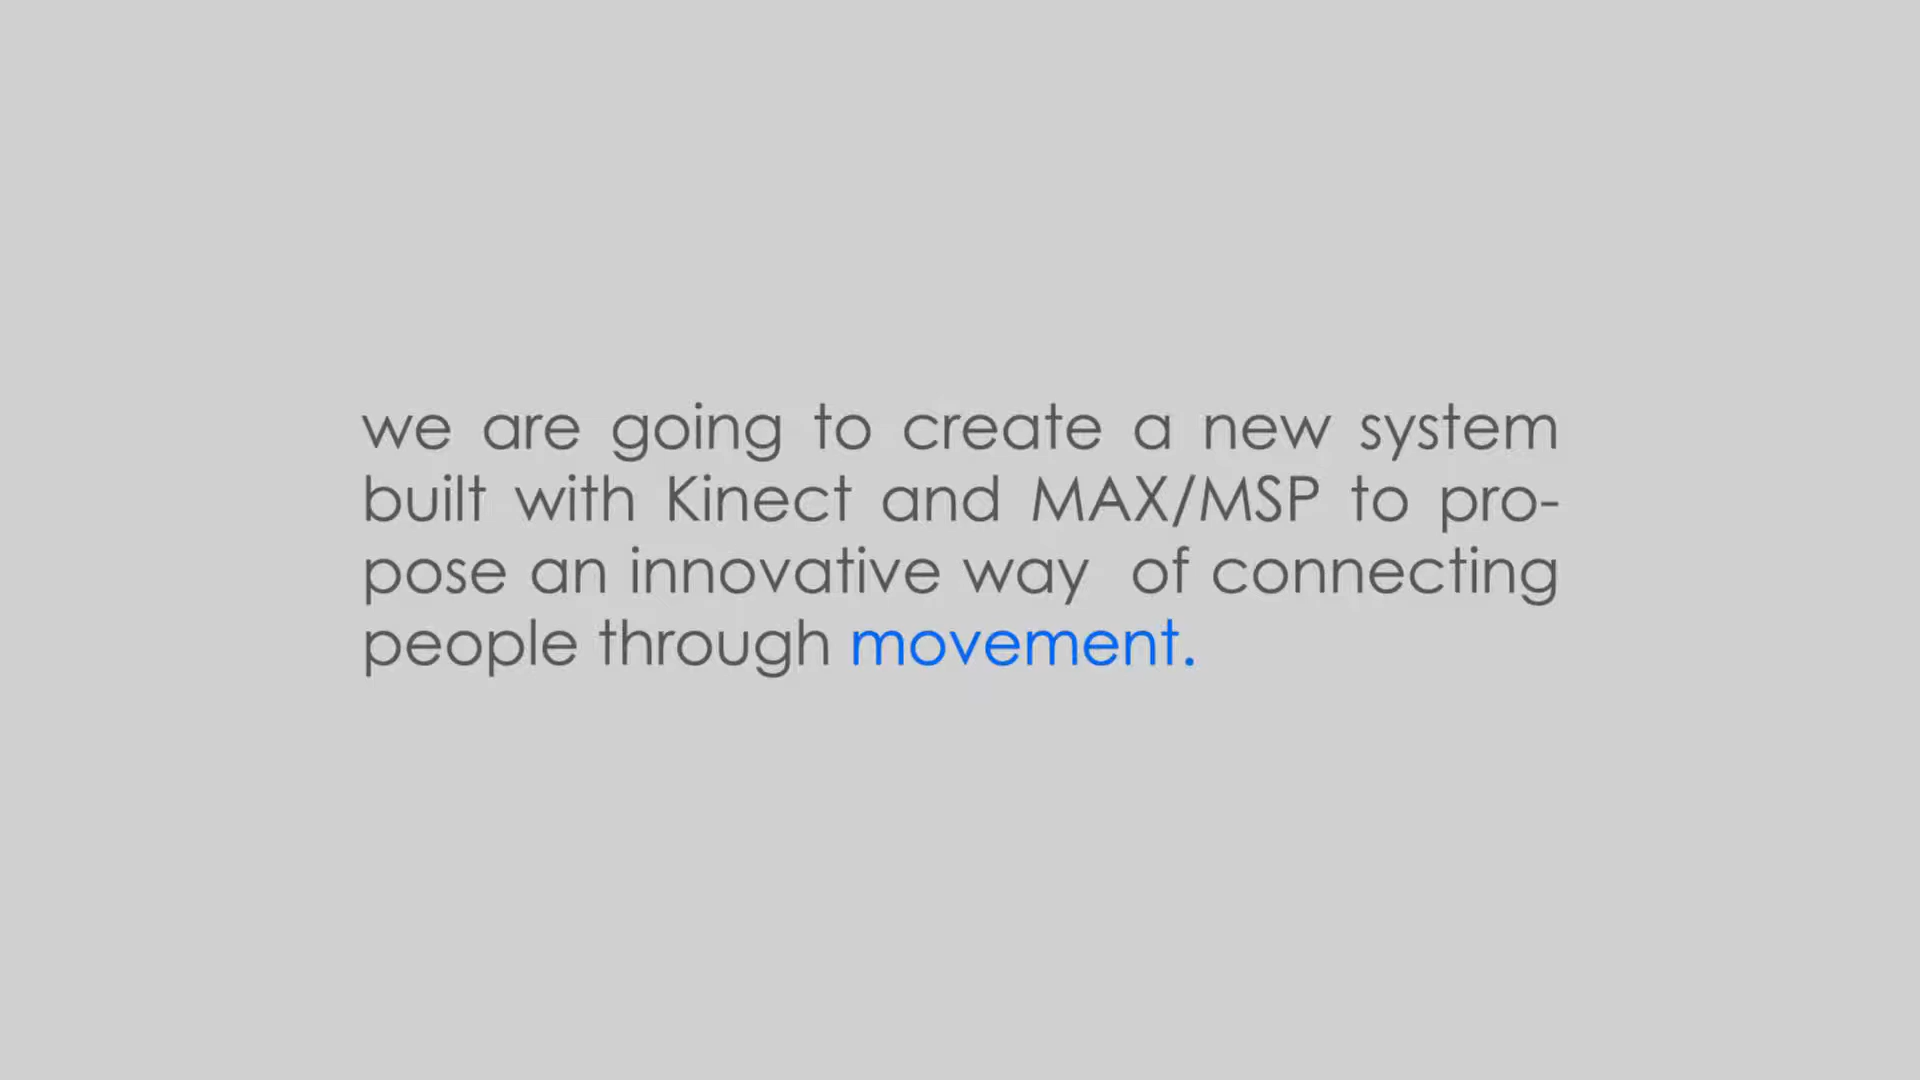 we are going to create a new system
built with Kinect and MAX/MSP to pro-
pose an innovative way  of connecting
people through movement.